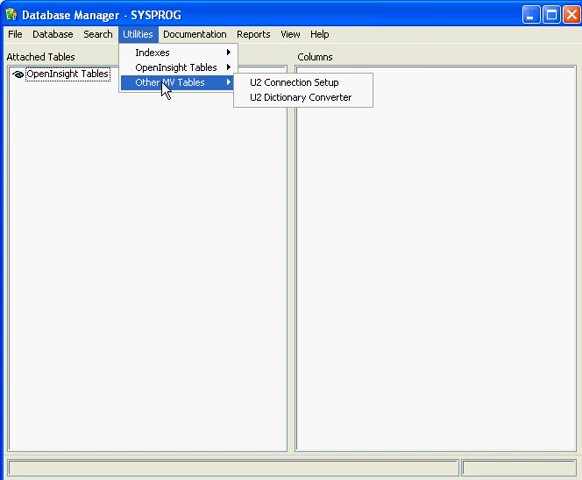 Database Manager - SYSPROG
File Database Search Utilities Documentation Reports View Help
Attached Tables Columns
OpenInsight Tables
Indexes
OpenInsight Tables
Other MV Tables
U2 Connection Setup
U2 Dictionary Converter